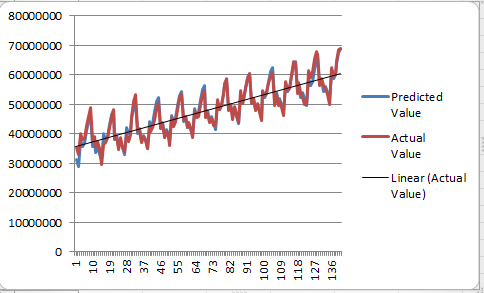 80000000
70000000
60000000
50000000
40000000
30000000
20000000
10000000
0
1 10 19 28 37 46 55 64 73 82 91 100 109 118 127 136
Predicted
Value
Actual
Value
Linear (Actual
Value)